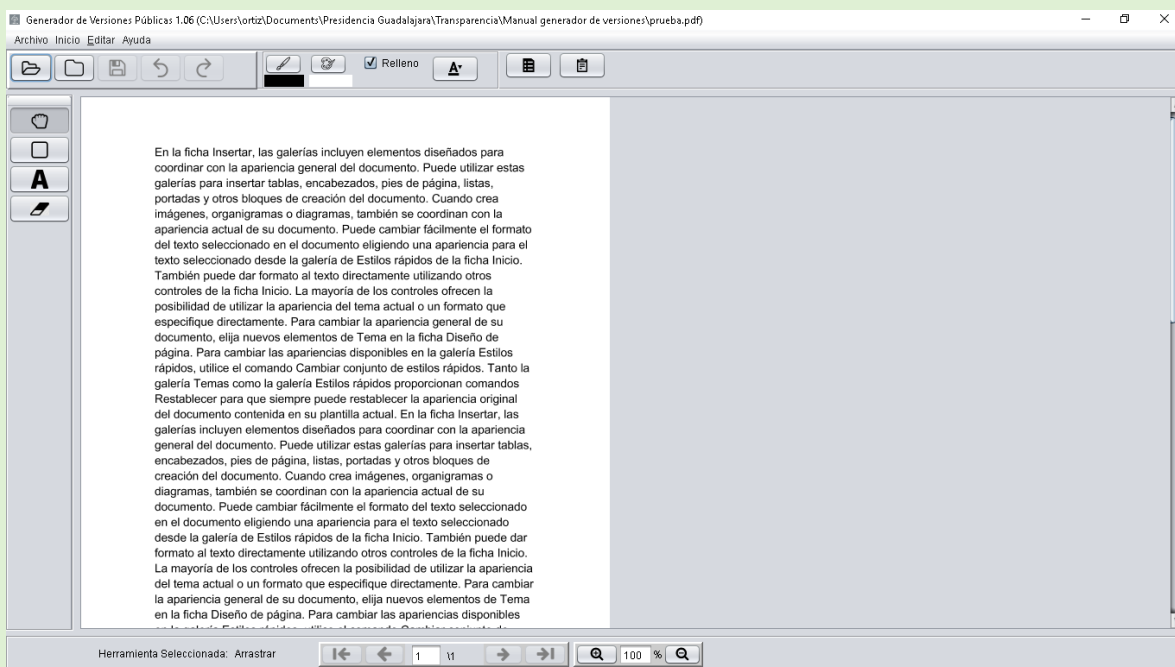 Generador de Versiones Públicas 1.06 (C:\Users\ortiz\Documents\Presidencia Guadalajara\Transparencia\Manual generador de versiones\prueba.pdf)
Archivo Inicio Editar Ayuda
Relleno
A
A
En la ficha Insertar, las galerías incluyen elementos diseñados para
coordinar con la apariencia general del documento. Puede utilizar estas
galerías para insertar tablas, encabezados, pies de página, listas,
portadas y otros bloques de creación del documento. Cuando crea
imágenes, organigramas o diagramas, también se coordinan con la
apariencia actual de su documento. Puede cambiar fácilmente el formato
del texto seleccionado en el documento eligiendo una apariencia para el
texto seleccionado desde la galería de Estilos rápidos de la ficha Inicio.
También puede dar formato al texto directamente utilizando otros
controles de la ficha Inicio. La mayoría de los controles ofrecen la
posibilidad de utilizar la apariencia del tema actual o un formato que
especifique directamente. Para cambiar la apariencia general de su
documento, elija nuevos elementos de Tema en la ficha Diseño de
página. Para cambiar las apariencias disponibles en la galería Estilos
rápidos, utilice el comando Cambiar conjunto de estilos rápidos. Tanto la
galería Temas como la galería Estilos rápidos proporcionan comandos
Restablecer para que siempre puede restablecer la apariencia original
del documento contenida en su plantilla actual. En la ficha Insertar, las
galerías incluyen elementos diseñados para coordinar con la apariencia
general del documento. Puede utilizar estas galerías para insertar tablas,
encabezados, pies de página, listas, portadas y otros bloques de
creación del documento. Cuando crea imágenes, organigramas o
diagramas, también se coordinan con la apariencia actual de su
documento. Puede cambiar fácilmente el formato del texto seleccionado
en el documento eligiendo una apariencia para el texto seleccionado
desde la galería de Estilos rápidos de la ficha Inicio. También puede dar
formato al texto directamente utilizando otros controles de la ficha Inicio.
La mayoría de los controles ofrecen la posibilidad de utilizar la apariencia
del tema actual o un formato que especifique directamente. Para cambiar
la apariencia general de su documento, elija nuevos elementos de Tema
en la ficha Diseño de página. Para cambiar las apariencias disponibles
Herramienta Seleccionada: Arrastrar
1 \1
100 %